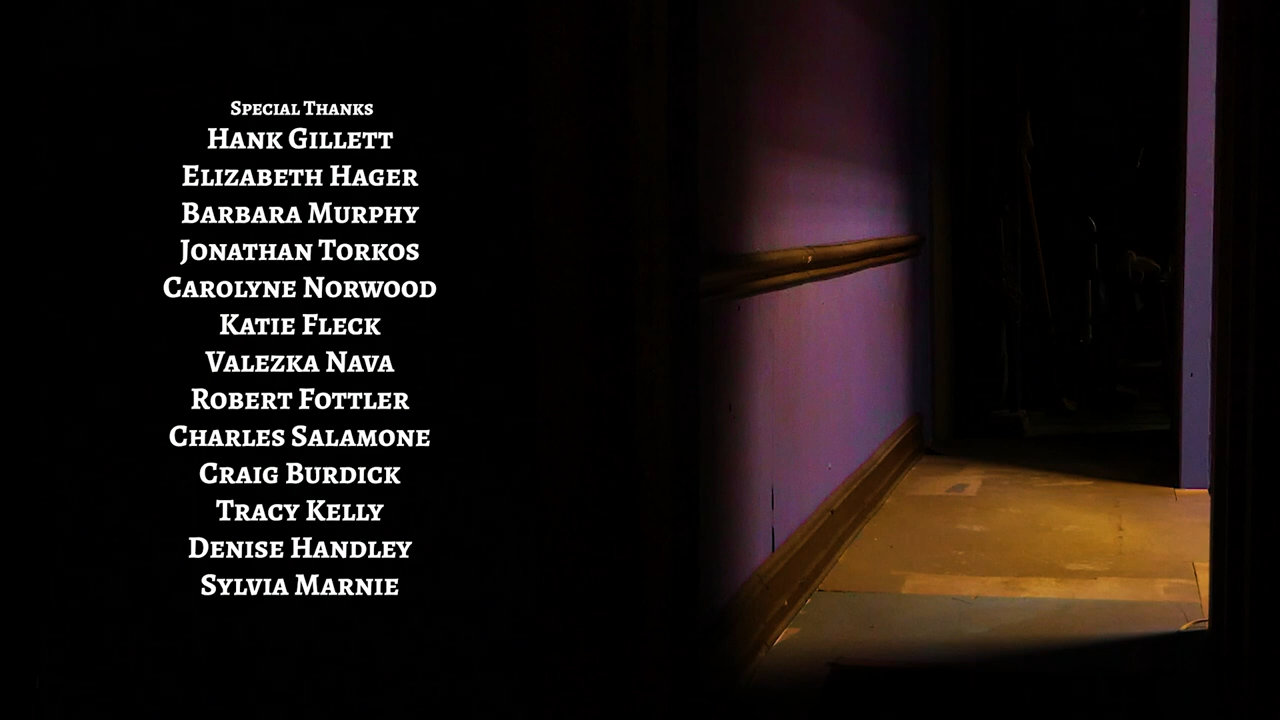 Special Thanks
Hank Gillett
Elizabeth Hager
Barbara Murphy
Jonathan Torkos
Carolyne Norwood
Katie Fleck
Valezka Nava
Robert Fottler
Charles Salamone
Craig Burdick
Tracy Kelly
Denise Handley
Sylvia Marnie